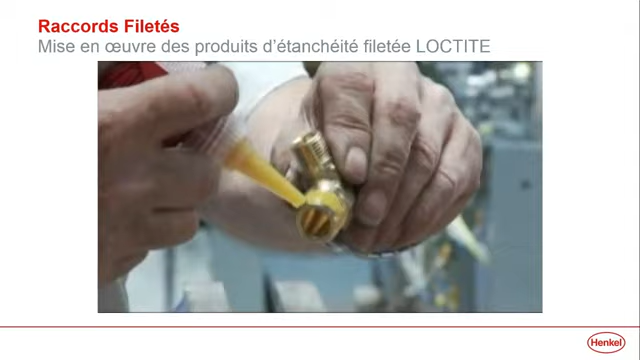 Raccords Filetés
Mise en œuvre des produits d’étanchéité filetée LOCTITE
Henkel